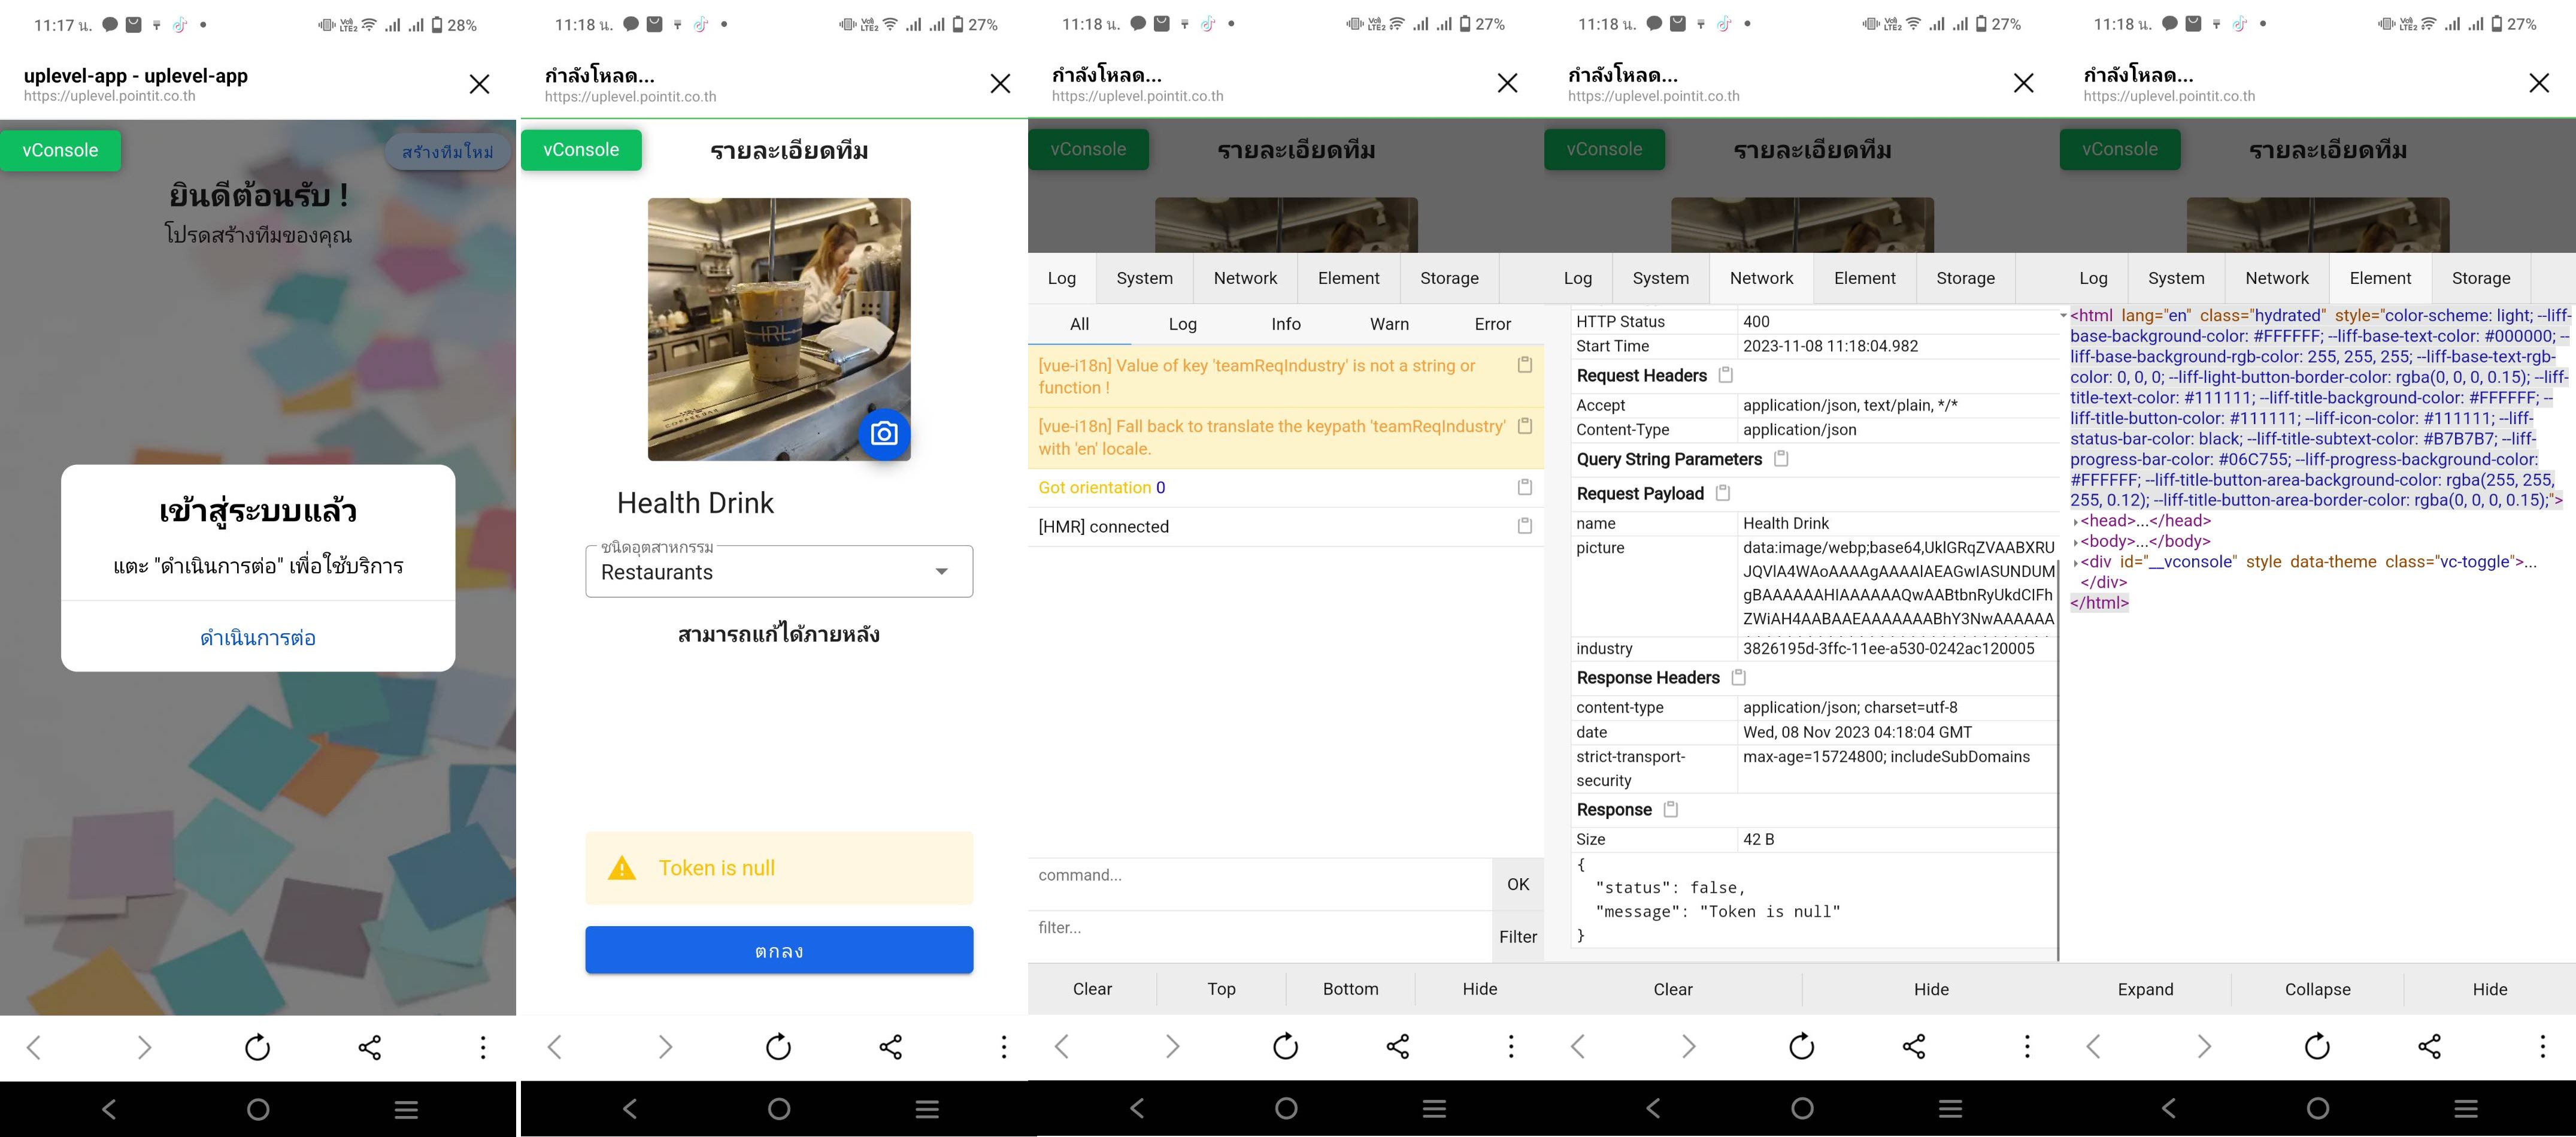 11:17 น.
28%
uplevel-app - uplevel-app
https://uplevel.pointit.co.th
vConsole
สร้างทีมใหม่
ยินดีต้อนรับ !
โปรดสร้างทีมของคุณ
เข้าสู่ระบบแล้ว
แตะ "ดำเนินการต่อ" เพื่อใช้บริการ
ดำเนินการต่อ
11:18 น.
27%
กำลังโหลด...
https://uplevel.pointit.co.th
vConsole
รายละเอียดทีม
IRL
Health Drink
ชนิดอุตสาหกรรม
Restaurants
สามารถแก้ได้ภายหลัง
Token is null
ตกลง
11:18 น.
27%
กำลังโหลด...
https://uplevel.pointit.co.th
vConsole
รายละเอียดทีม
Log System Network Element Storage
All Log Info Warn Error
[vue-i18n] Value of key 'teamReqIndustry' is not a string or
function !
[vue-i18n] Fall back to translate the keypath 'teamReqIndustry'
with 'en' locale.
Got orientation 0
[HMR] connected
command...
OK
filter...
Filter
Clear Top Bottom Hide
11:18 น.
27%
กำลังโหลด...
https://uplevel.pointit.co.th
vConsole
รายละเอียดทีม
Log System Network Element Storage
HTTP Status 400
Start Time 2023-11-08 11:18:04.982
Request Headers
Accept application/json, text/plain, */*
Content-Type application/json
Query String Parameters
Request Payload
name Health Drink
picture data:image/webp;base64,UklGRqZVAABXRU
JQVlA4WAoAAAAgAAAAlAEAGwIASUNDUM
gBAAAAAAHIAAAAAAQwAABtbnRyUkdCIFh
ZWiAH4AABAAEAAAAAAABhY3NwAAAAAA
industry 3826195d-3ffc-11ee-a530-0242ac120005
Response Headers
content-type application/json; charset=utf-8
date Wed, 08 Nov 2023 04:18:04 GMT
strict-transport- max-age=15724800; includeSubDomains
security
Response
Size 42 B
{
"status": false,
"message": "Token is null"
}
Clear Hide
11:18 น.
27%
กำลังโหลด...
https://uplevel.pointit.co.th
vConsole
รายละเอียดทีม
Log System Network Element Storage
<html lang="en" class="hydrated" style="color-scheme: light; --liff-
base-background-color: #FFFFFF; --liff-base-text-color: #000000; --
liff-base-background-rgb-color: 255, 255, 255; --liff-base-text-rgb-
color: 0, 0, 0; --liff-light-button-border-color: rgba(0, 0, 0, 0.15); --liff-
title-text-color: #111111; --liff-title-background-color: #FFFFFF; --
liff-title-button-color: #111111; --liff-icon-color: #111111; --liff-
status-bar-color: black; --liff-title-subtext-color: #B7B7B7; --liff-
progress-bar-color: #06C755; --liff-progress-background-color:
#FFFFFF; --liff-title-button-area-background-color: rgba(255, 255,
255, 0.12); --liff-title-button-area-border-color: rgba(0, 0, 0, 0.15);">
<head>...</head>
<body>...</body>
<div id="__vconsole" style data-theme class="vc-toggle">...
</div>
</html>
Expand Collapse Hide